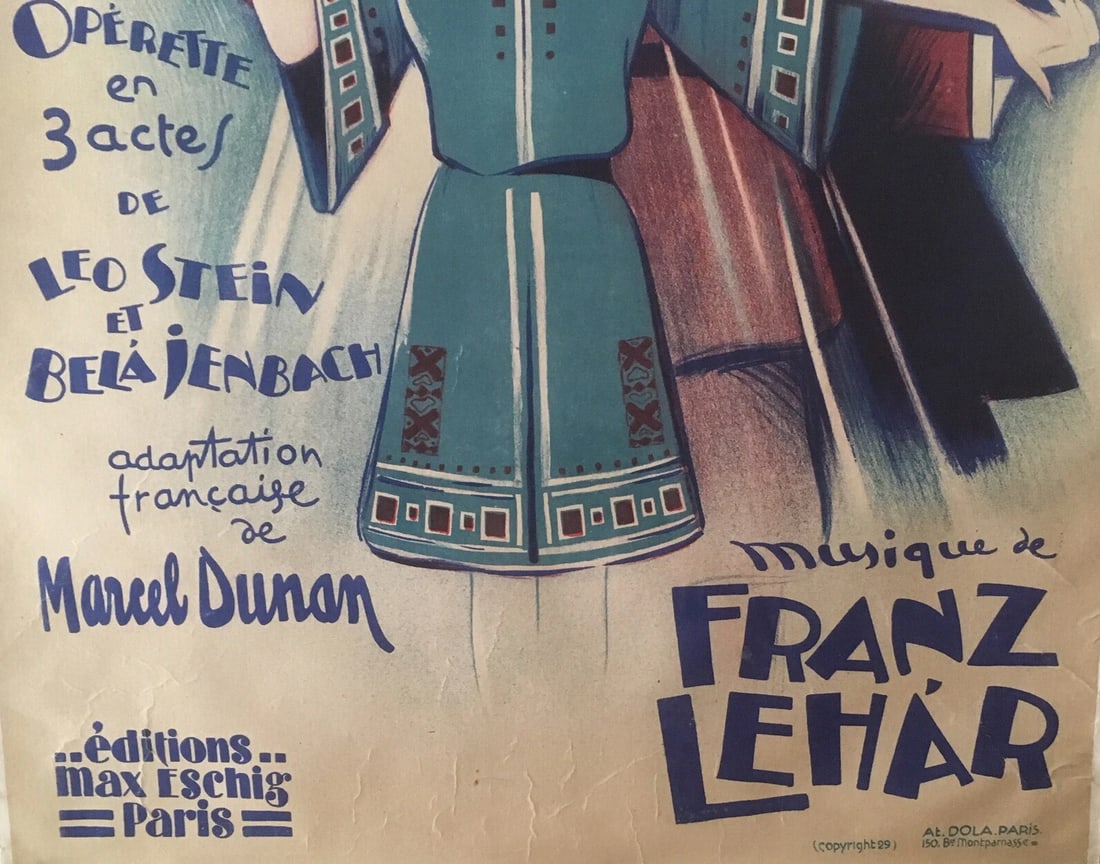 OPÉRETTE
en
3 actes
DE
LEO STEIN
ET
BELÁ JENBACH
adaptation
française
de
Marcel Dunan
..éditions..
Max Eschig
Paris
musique de
FRANZ
LEHÁR
(copyright 29)
At. DOLA. PARIS.
150. Bd Montparnasse